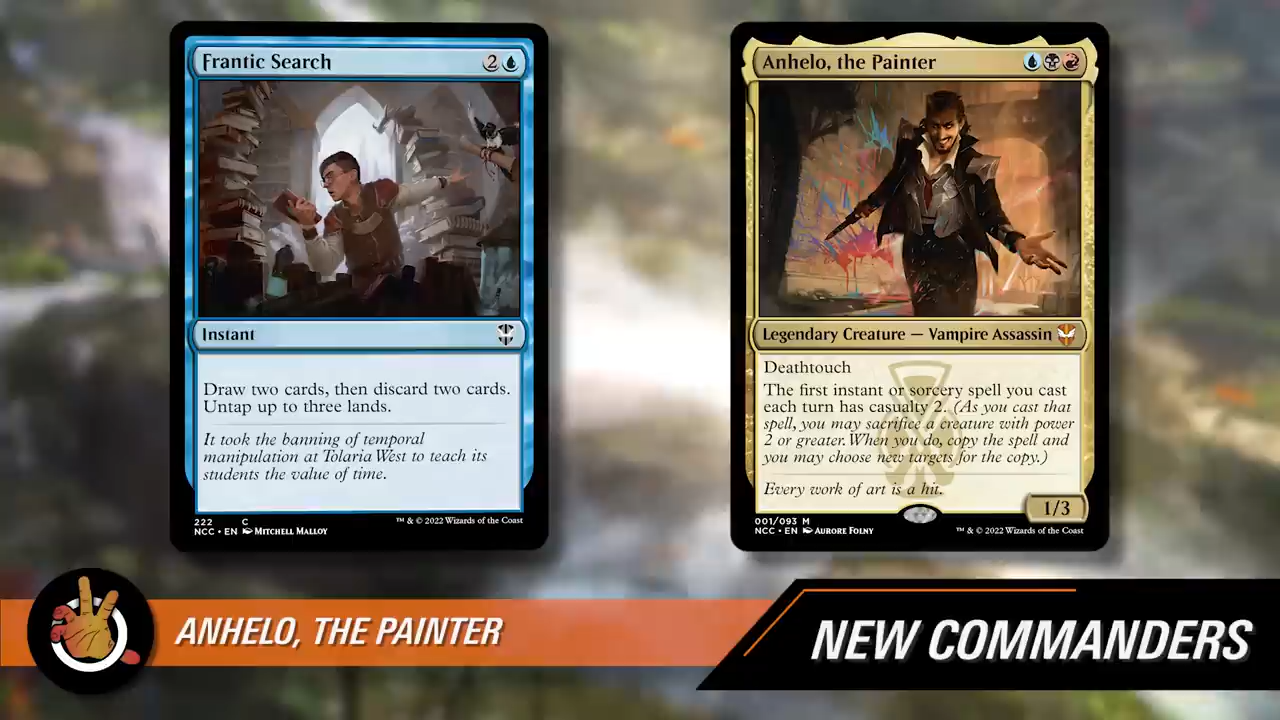 Frantic Search
2
Instant
Draw two cards, then discard two cards.
Untap up to three lands.
It took the banning of temporal
manipulation at Tolaria West to teach its
students the value of time.
222 C
NCC • EN MITCHELL MALLOY
™ & © 2022 Wizards of the Coast
Anhelo, the Painter
Legendary Creature — Vampire Assassin
Deathtouch
The first instant or sorcery spell you cast
each turn has casualty 2. (As you cast that
spell, you may sacrifice a creature with power
2 or greater. When you do, copy the spell and
you may choose new targets for the copy.)
Every work of art is a hit.
1/3
001/093 M
NCC • EN AURORE FOLNY
™ & © 2022 Wizards of the Coast
ANHELO, THE PAINTER
NEW COMMANDERS